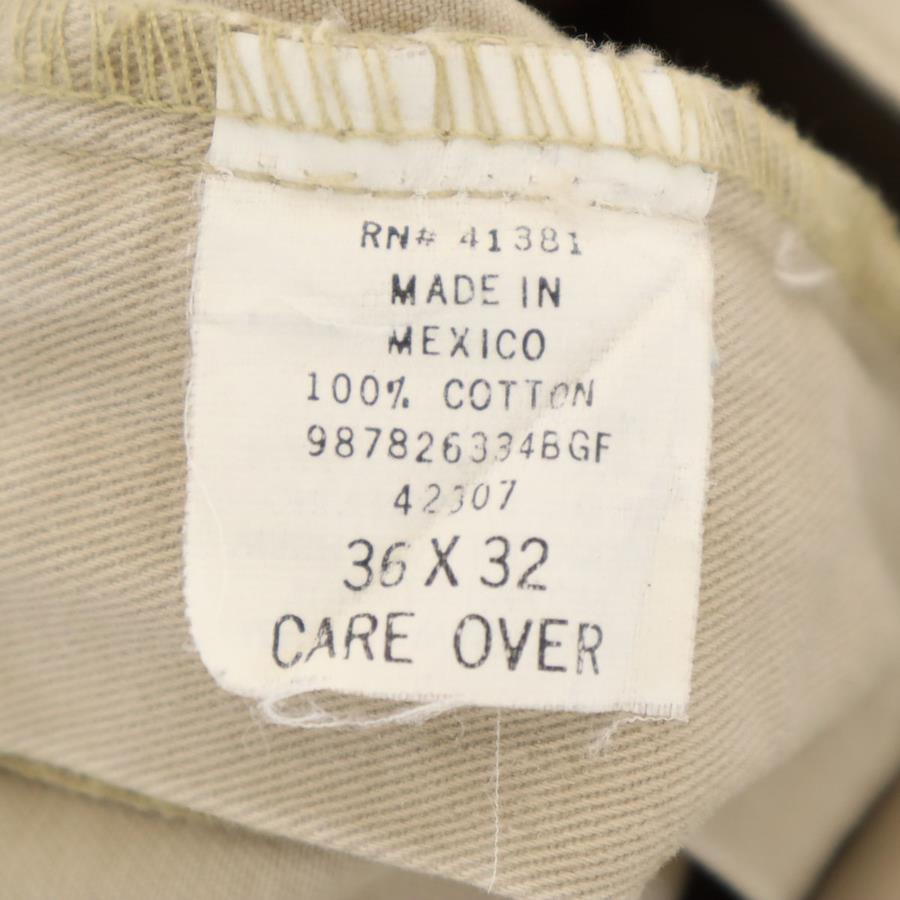 RN# 41381
MADE IN
MEXICO
100% COTTON
987826334BGF
42307
36 X 32
CARE OVER